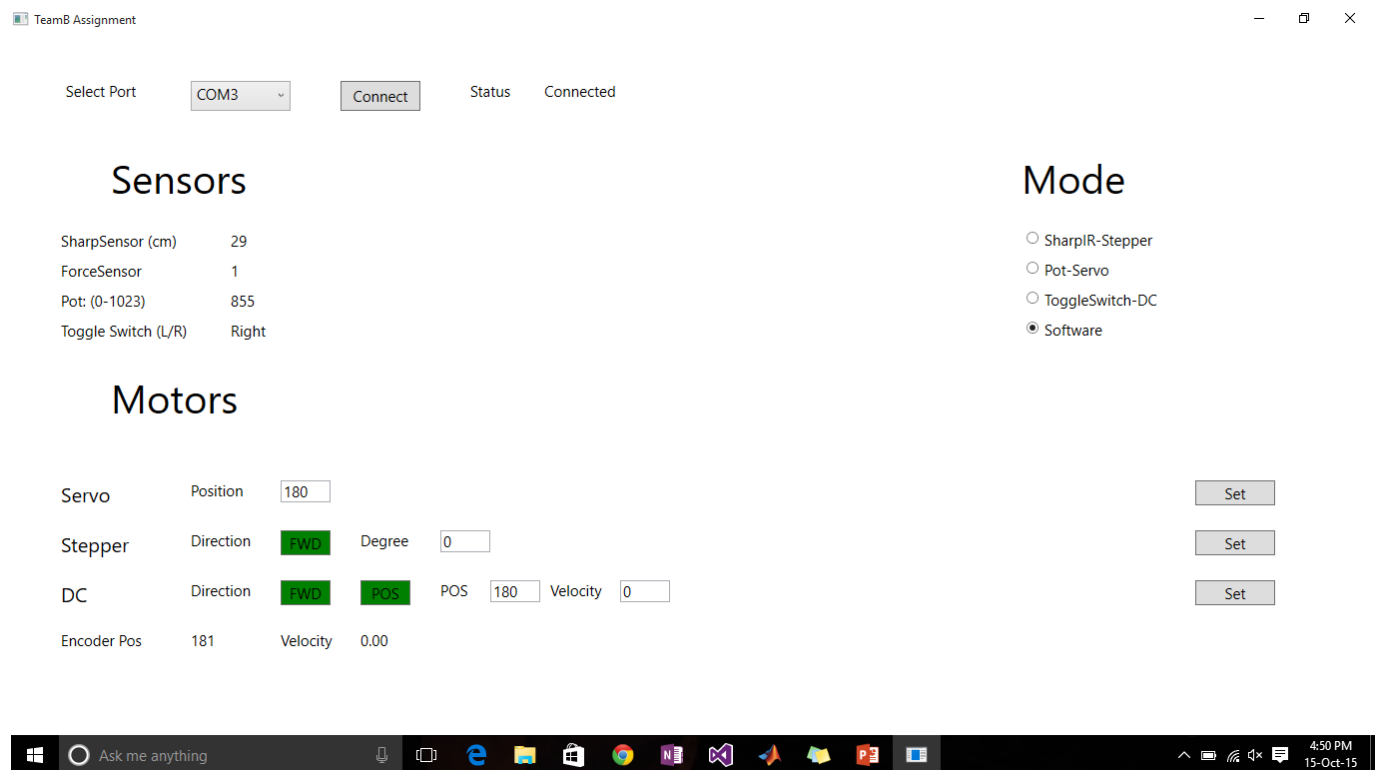 TeamB Assignment
Select Port COM3 Connect Status Connected
Sensors Mode
SharpSensor (cm) 29 SharpIR-Stepper
ForceSensor 1 Pot-Servo
Pot: (0-1023) 855 ToggleSwitch-DC
Toggle Switch (L/R) Right Software
Motors
Servo Position 180 Set
Stepper Direction FWD Degree 0 Set
DC Direction FWD POS POS 180 Velocity 0 Set
Encoder Pos 181 Velocity 0.00
Ask me anything 4:50 PM
15-Oct-15